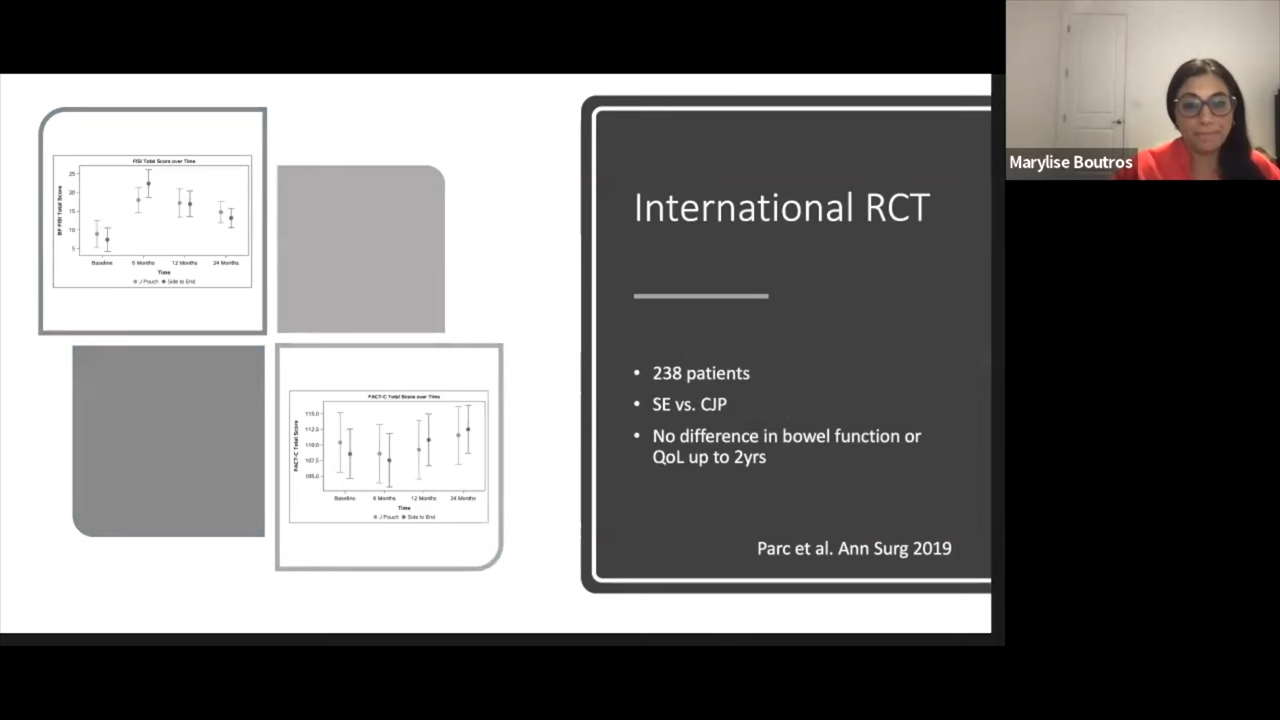 Marylise Boutros
FISI Total Score over Time
BF FISI Total Score
25
20
15
10
5
Baseline 6 Months 12 Months 24 Months
Time
J Pouch Side to End
International RCT
• 238 patients
• SE vs. CJP
• No difference in bowel function or
QoL up to 2yrs
Parc et al. Ann Surg 2019
FACT-C Total Score over Time
FACT-C Total Score
115.0
112.5
110.0
107.5
105.0
Baseline 6 Months 12 Months 24 Months
Time
J Pouch Side to End